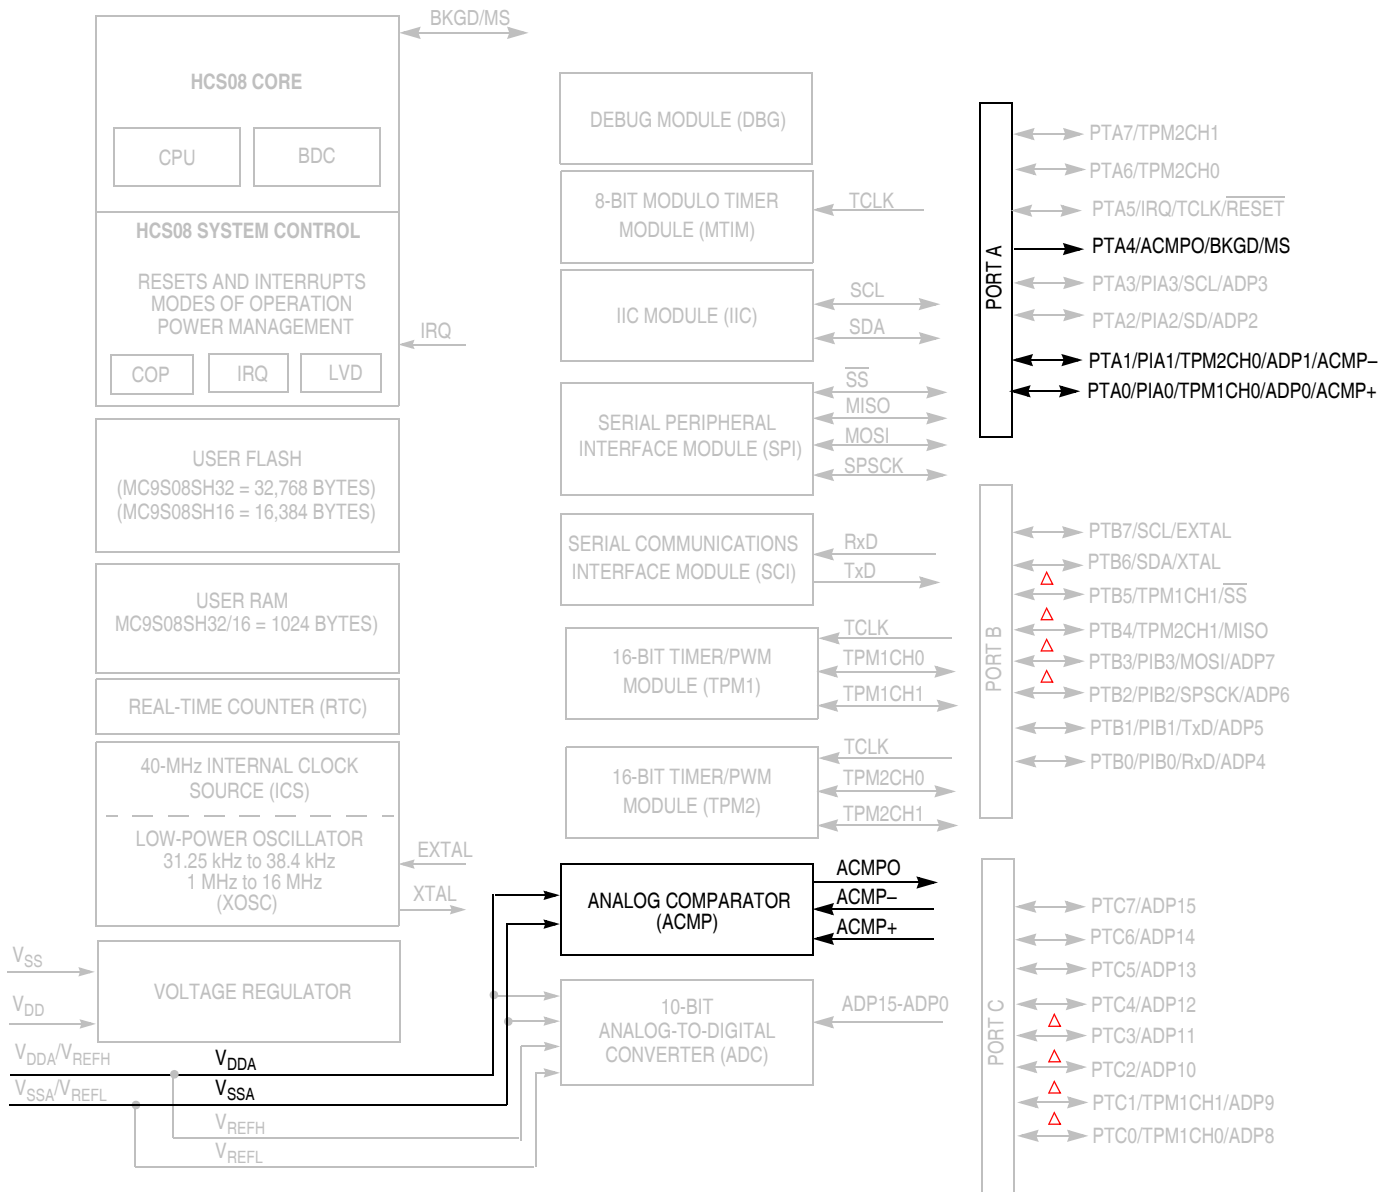 BKGD/MS
HCS08 CORE
CPU
BDC
HCS08 SYSTEM CONTROL
RESETS AND INTERRUPTS
MODES OF OPERATION
POWER MANAGEMENT
COP
IRQ
LVD
IRQ
USER FLASH
(MC9S08SH32 = 32,768 BYTES)
(MC9S08SH16 = 16,384 BYTES)
USER RAM
MC9S08SH32/16 = 1024 BYTES)
REAL-TIME COUNTER (RTC)
40-MHz INTERNAL CLOCK
SOURCE (ICS)
LOW-POWER OSCILLATOR
31.25 kHz to 38.4 kHz
1 MHz to 16 MHz
(XOSC)
EXTAL
XTAL
VSS
VDD
VOLTAGE REGULATOR
VDDA/VREFH
VSSA/VREFL
VDDA
VSSA
VREFH
VREFL
DEBUG MODULE (DBG)
8-BIT MODULO TIMER
MODULE (MTIM)
TCLK
IIC MODULE (IIC)
SCL
SDA
SERIAL PERIPHERAL
INTERFACE MODULE (SPI)
SS
MISO
MOSI
SPSCK
SERIAL COMMUNICATIONS
INTERFACE MODULE (SCI)
RxD
TxD
16-BIT TIMER/PWM
MODULE (TPM1)
TCLK
TPM1CH0
TPM1CH1
16-BIT TIMER/PWM
MODULE (TPM2)
TCLK
TPM2CH0
TPM2CH1
ANALOG COMPARATOR
(ACMP)
ACMPO
ACMP–
ACMP+
10-BIT
ANALOG-TO-DIGITAL
CONVERTER (ADC)
ADP15-ADP0
PORT A
PTA7/TPM2CH1
PTA6/TPM2CH0
PTA5/IRQ/TCLK/RESET
PTA4/ACMPO/BKGD/MS
PTA3/PIA3/SCL/ADP3
PTA2/PIA2/SD/ADP2
PTA1/PIA1/TPM2CH0/ADP1/ACMP–
PTA0/PIA0/TPM1CH0/ADP0/ACMP+
PORT B
PTB7/SCL/EXTAL
PTB6/SDA/XTAL
PTB5/TPM1CH1/SS
PTB4/TPM2CH1/MISO
PTB3/PIB3/MOSI/ADP7
PTB2/PIB2/SPSCK/ADP6
PTB1/PIB1/TxD/ADP5
PTB0/PIB0/RxD/ADP4
PORT C
PTC7/ADP15
PTC6/ADP14
PTC5/ADP13
PTC4/ADP12
PTC3/ADP11
PTC2/ADP10
PTC1/TPM1CH1/ADP9
PTC0/TPM1CH0/ADP8